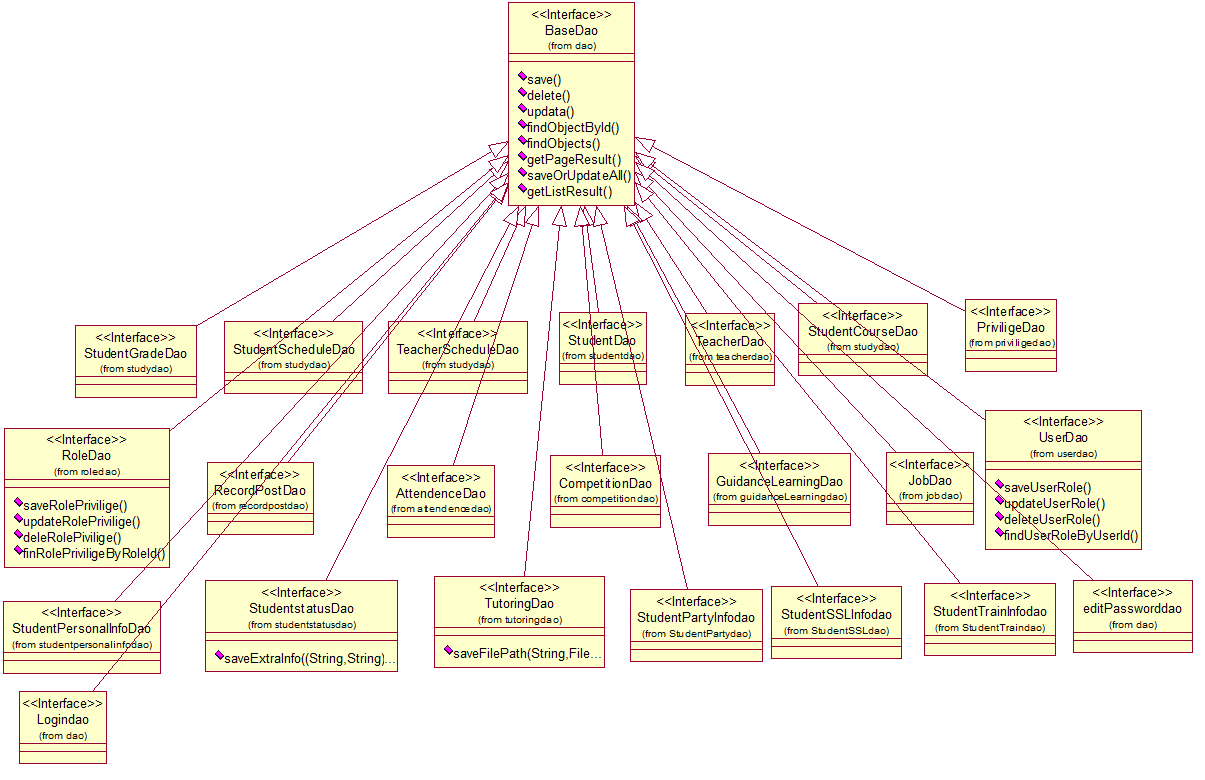 <<Interface>>
BaseDao
(from dao)
save()
delete()
updata()
findObjectById()
findObjects()
getPageResult()
saveOrUpdateAll()
getListResult()
<<Interface>>
StudentGradeDao
(from studydao)
<<Interface>>
StudentScheduleDao
(from studydao)
<<Interface>>
TeacherScheduleDao
(from studydao)
<<Interface>>
StudentDao
(from studentdao)
<<Interface>>
TeacherDao
(from teacherdao)
<<Interface>>
StudentCourseDao
(from studydao)
<<Interface>>
PriviligeDao
(from priviligedao)
<<Interface>>
RoleDao
(from roledao)
saveRolePrivilige()
updateRolePrivilige()
deleRolePivilige()
finRolePriviligeByRoleId()
<<Interface>>
RecordPostDao
(from recordpostdao)
<<Interface>>
AttendenceDao
(from attendencedao)
<<Interface>>
CompetitionDao
(from competitiondao)
<<Interface>>
GuidanceLearningDao
(from guidanceLearningdao)
<<Interface>>
JobDao
(from jobdao)
<<Interface>>
UserDao
(from userdao)
saveUserRole()
updateUserRole()
deleteUserRole()
findUserRoleByUserId()
<<Interface>>
StudentPersonalInfoDao
(from studentpersonalinfodao)
<<Interface>>
StudentstatusDao
(from studentstatusdao)
saveExtraInfo((String,String)...
<<Interface>>
TutoringDao
(from tutoringdao)
saveFilePath(String,File...
<<Interface>>
StudentPartyInfodao
(from StudentPartydao)
<<Interface>>
StudentSSLInfodao
(from StudentSSLdao)
<<Interface>>
StudentTrainInfodao
(from StudentTraindao)
<<Interface>>
editPassworddao
(from dao)
<<Interface>>
Logindao
(from dao)